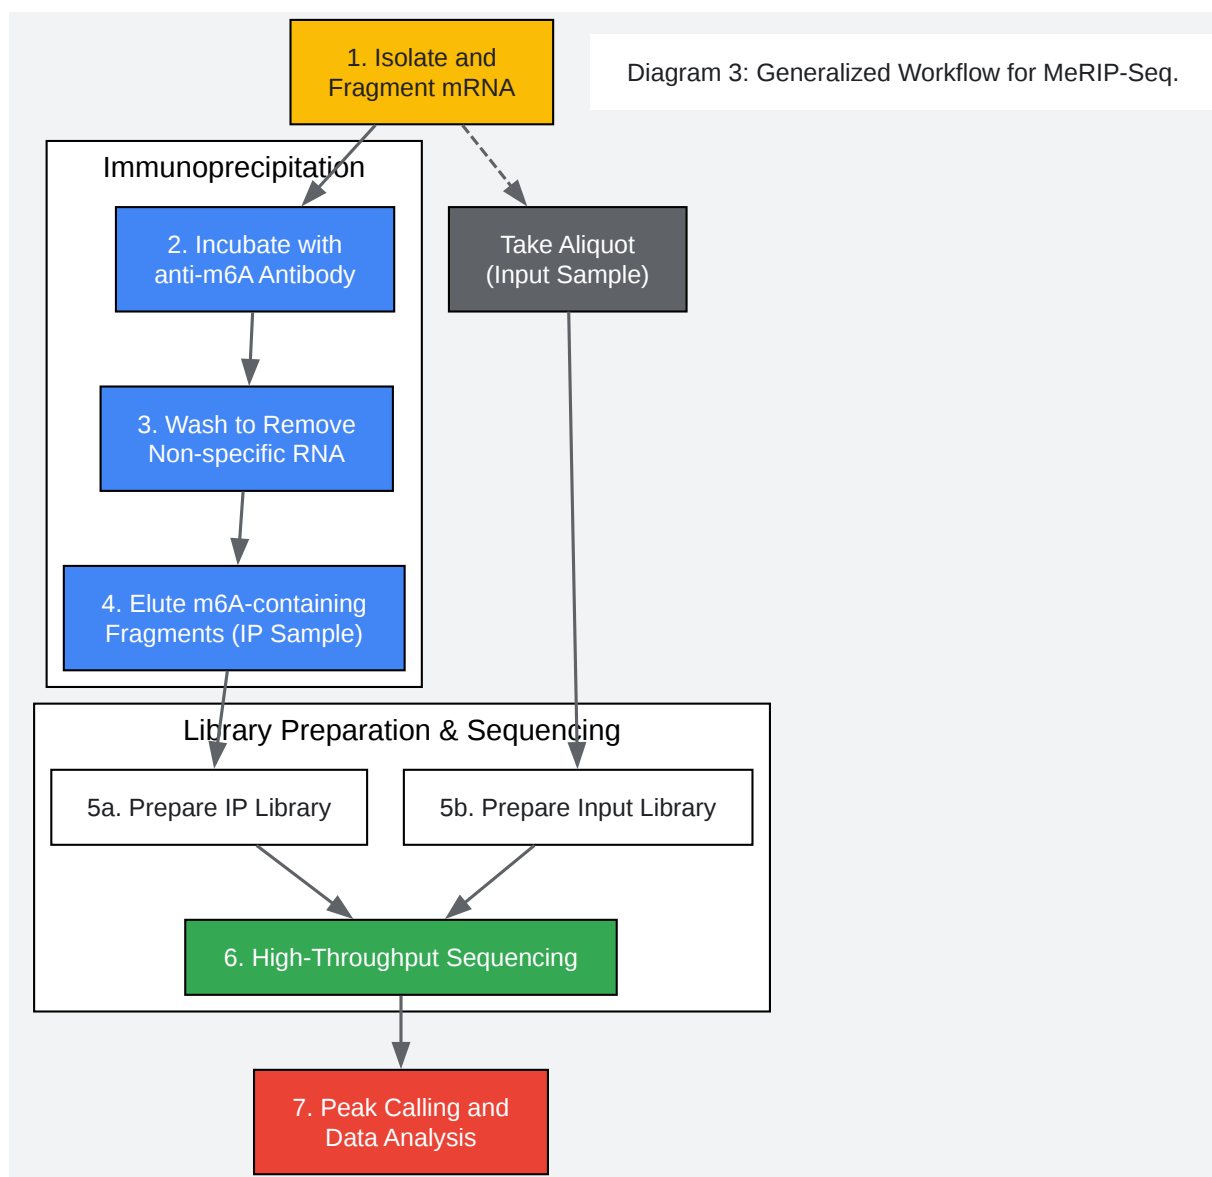 1. Isolate and
Fragment mRNA
Diagram 3: Generalized Workflow for MeRIP-Seq.
Immunoprecipitation
2. Incubate with
anti-m6A Antibody
Take Aliquot
(Input Sample)
3. Wash to Remove
Non-specific RNA
4. Elute m6A-containing
Fragments (IP Sample)
Library Preparation & Sequencing
5a. Prepare IP Library
5b. Prepare Input Library
6. High-Throughput Sequencing
7. Peak Calling and
Data Analysis